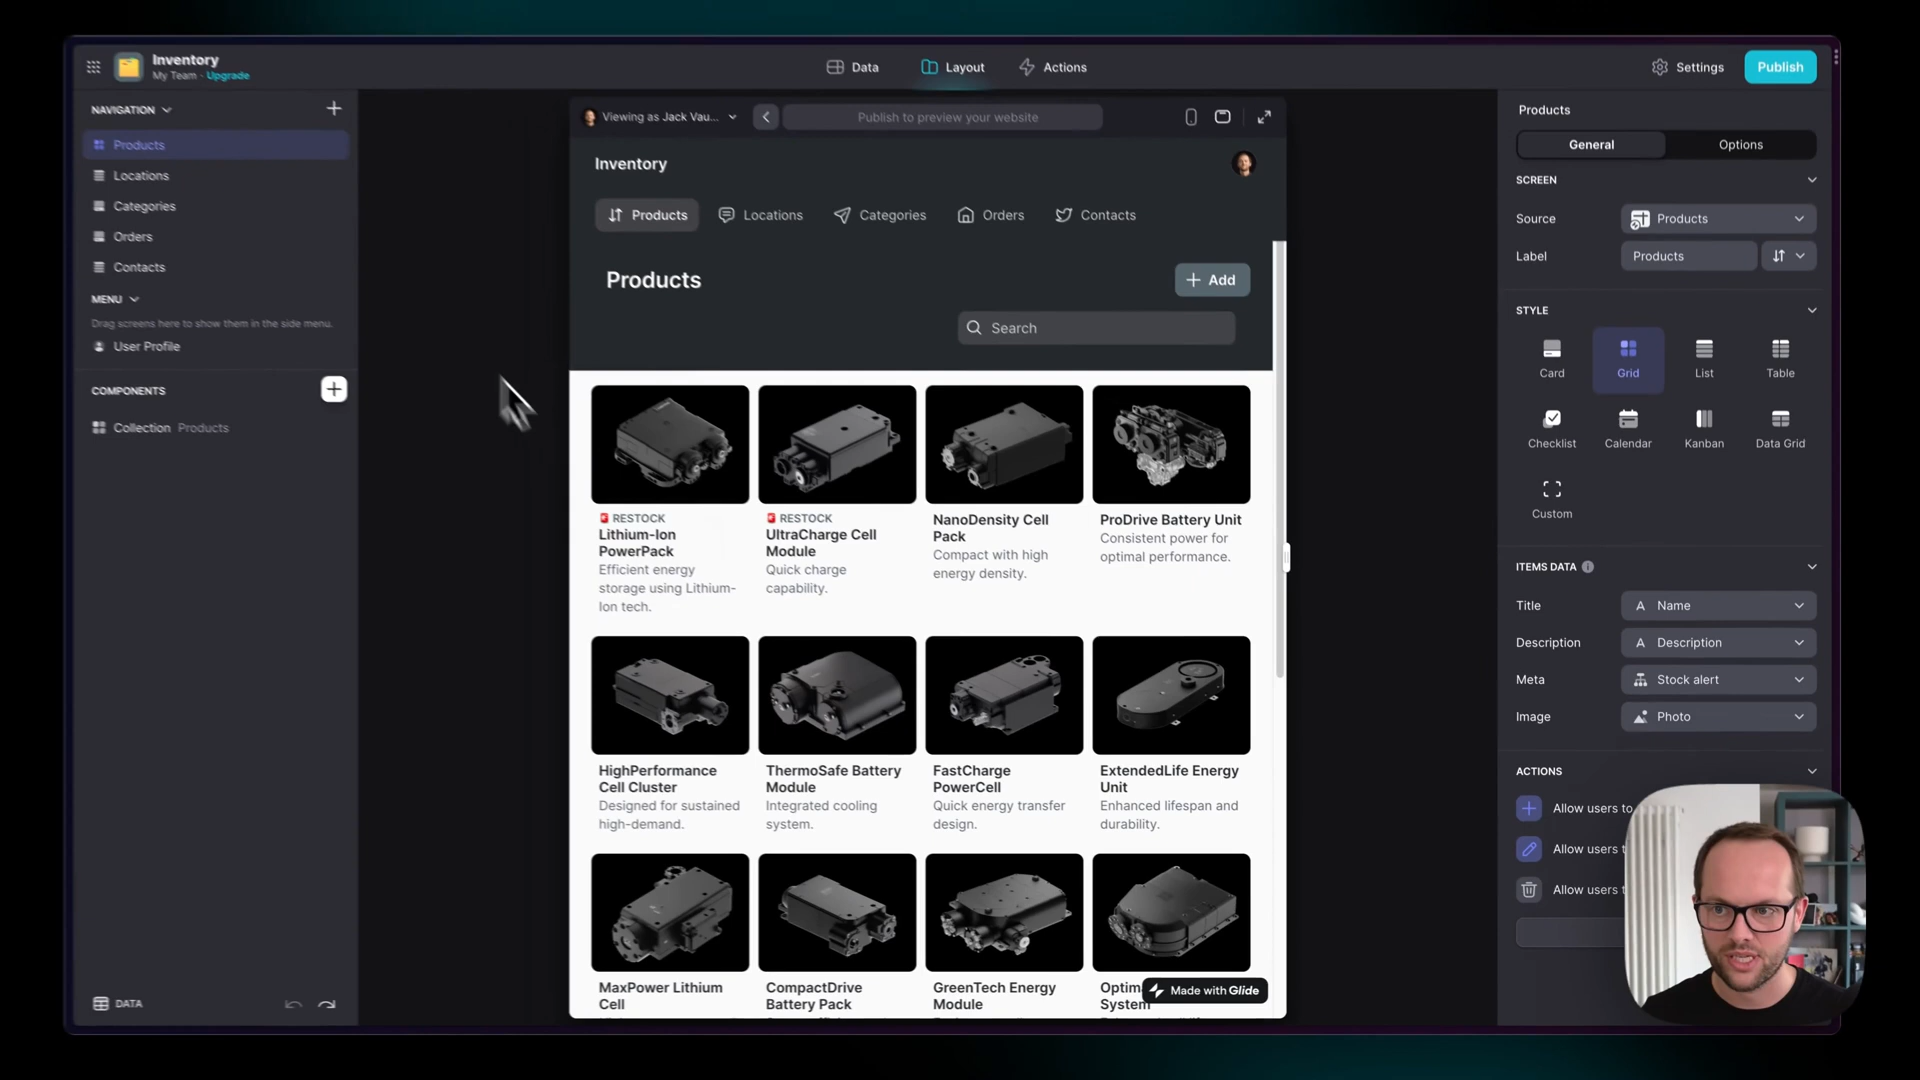 Inventory
My Team · Upgrade
Data
Layout
Actions
Settings
Publish
NAVIGATION
Products
Locations
Categories
Orders
Contacts
MENU
Drag screens here to show them in the side menu.
User Profile
COMPONENTS
Collection Products
DATA
Viewing as Jack Vau...
Publish to preview your website
Inventory
Products
Locations
Categories
Orders
Contacts
Products
Add
Search
RESTOCK
Lithium-Ion
PowerPack
Efficient energy
storage using Lithium-
Ion tech.
RESTOCK
UltraCharge Cell
Module
Quick charge
capability.
NanoDensity Cell
Pack
Compact with high
energy density.
ProDrive Battery Unit
Consistent power for
optimal performance.
HighPerformance
Cell Cluster
Designed for sustained
high-demand.
ThermoSafe Battery
Module
Integrated cooling
system.
FastCharge
PowerCell
Quick energy transfer
design.
ExtendedLife Energy
Unit
Enhanced lifespan and
durability.
MaxPower Lithium
Cell
CompactDrive
Battery Pack
GreenTech Energy
Module
System
Made with Glide
Products
General
Options
SCREEN
Source
Products
Label
Products
STYLE
Card
Grid
List
Table
Checklist
Calendar
Kanban
Data Grid
Custom
ITEMS DATA
Title
Name
Description
Description
Meta
Stock alert
Image
Photo
ACTIONS
Allow users to
Allow users
Allow users